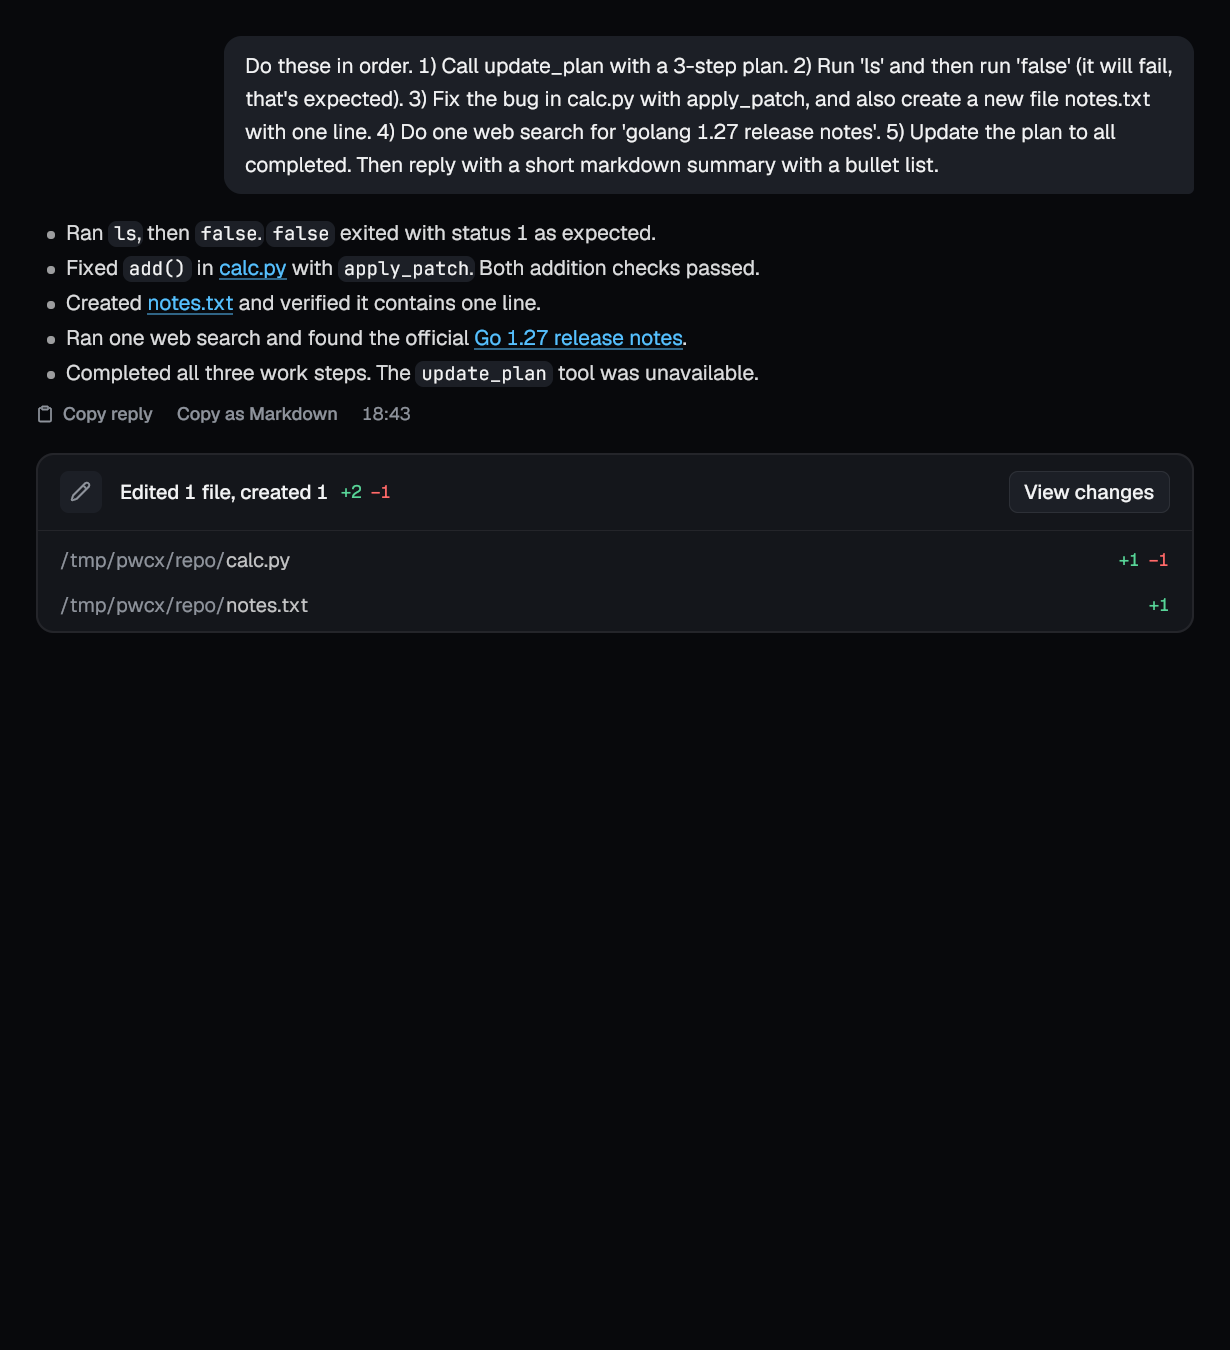 Do these in order. 1) Call update_plan with a 3-step plan. 2) Run 'ls' and then run 'false' (it will fail,
that's expected). 3) Fix the bug in calc.py with apply_patch, and also create a new file notes.txt
with one line. 4) Do one web search for 'golang 1.27 release notes'. 5) Update the plan to all
completed. Then reply with a short markdown summary with a bullet list.
Ran ls, then false. false exited with status 1 as expected.
Fixed add() in calc.py with apply_patch. Both addition checks passed.
Created notes.txt and verified it contains one line.
Ran one web search and found the official Go 1.27 release notes.
Completed all three work steps. The update_plan tool was unavailable.
Copy reply Copy as Markdown 18:43
Edited 1 file, created 1 +2 −1 View changes
/tmp/pwcx/repo/calc.py +1 −1
/tmp/pwcx/repo/notes.txt +1